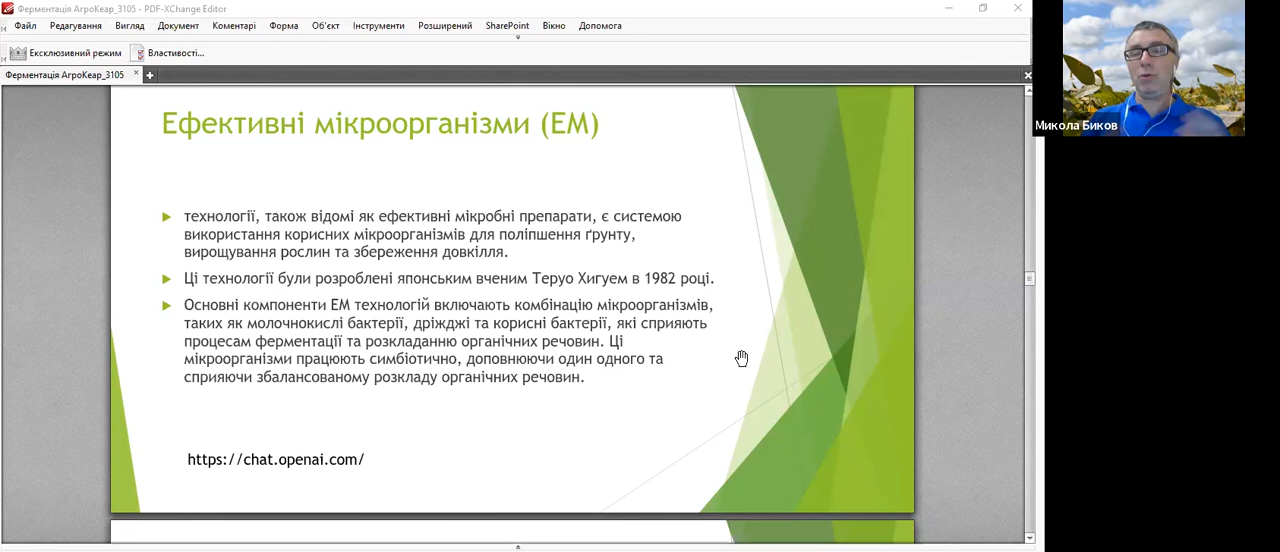 Ферментація АгроКеар_3105 - PDF-XChange Editor
Файл Редагування Вигляд Документ Коментарі Форма Об'єкт Інструменти Розширений SharePoint Вікно Допомога
Ексклюзивний режим Властивості...
Ферментація АгроКеар_3105
Ефективні мікроорганізми (ЕМ)
технології, також відомі як ефективні мікробні препарати, є системою
використання корисних мікроорганізмів для поліпшення ґрунту,
вирощування рослин та збереження довкілля.
Ці технології були розроблені японським вченим Теруо Хигуем в 1982 році.
Основні компоненти ЕМ технологій включають комбінацію мікроорганізмів,
таких як молочнокислі бактерії, дріжджі та корисні бактерії, які сприяють
процесам ферментації та розкладанню органічних речовин. Ці
мікроорганізми працюють симбіотично, доповнюючи один одного та
сприяючи збалансованому розкладу органічних речовин.
https://chat.openai.com/
Микола Биков